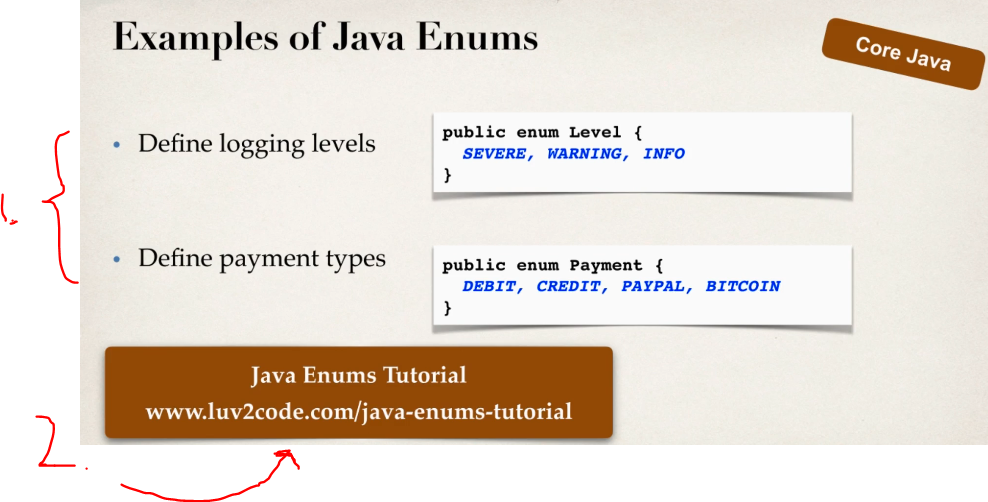 Examples of Java Enums
Core Java
• Define logging levels
public enum Level {
SEVERE, WARNING, INFO
}
1.
• Define payment types
public enum Payment {
DEBIT, CREDIT, PAYPAL, BITCOIN
}
Java Enums Tutorial
www.luv2code.com/java-enums-tutorial
2.